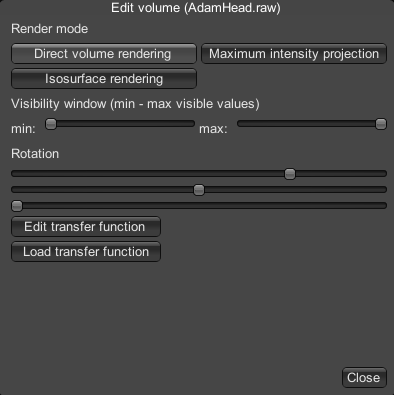 Edit volume (AdamHead.raw)
Render mode
Direct volume rendering Maximum intensity projection
Isosurface rendering
Visibility window (min - max visible values)
min: max:
Rotation
Edit transfer function
Load transfer function
Close